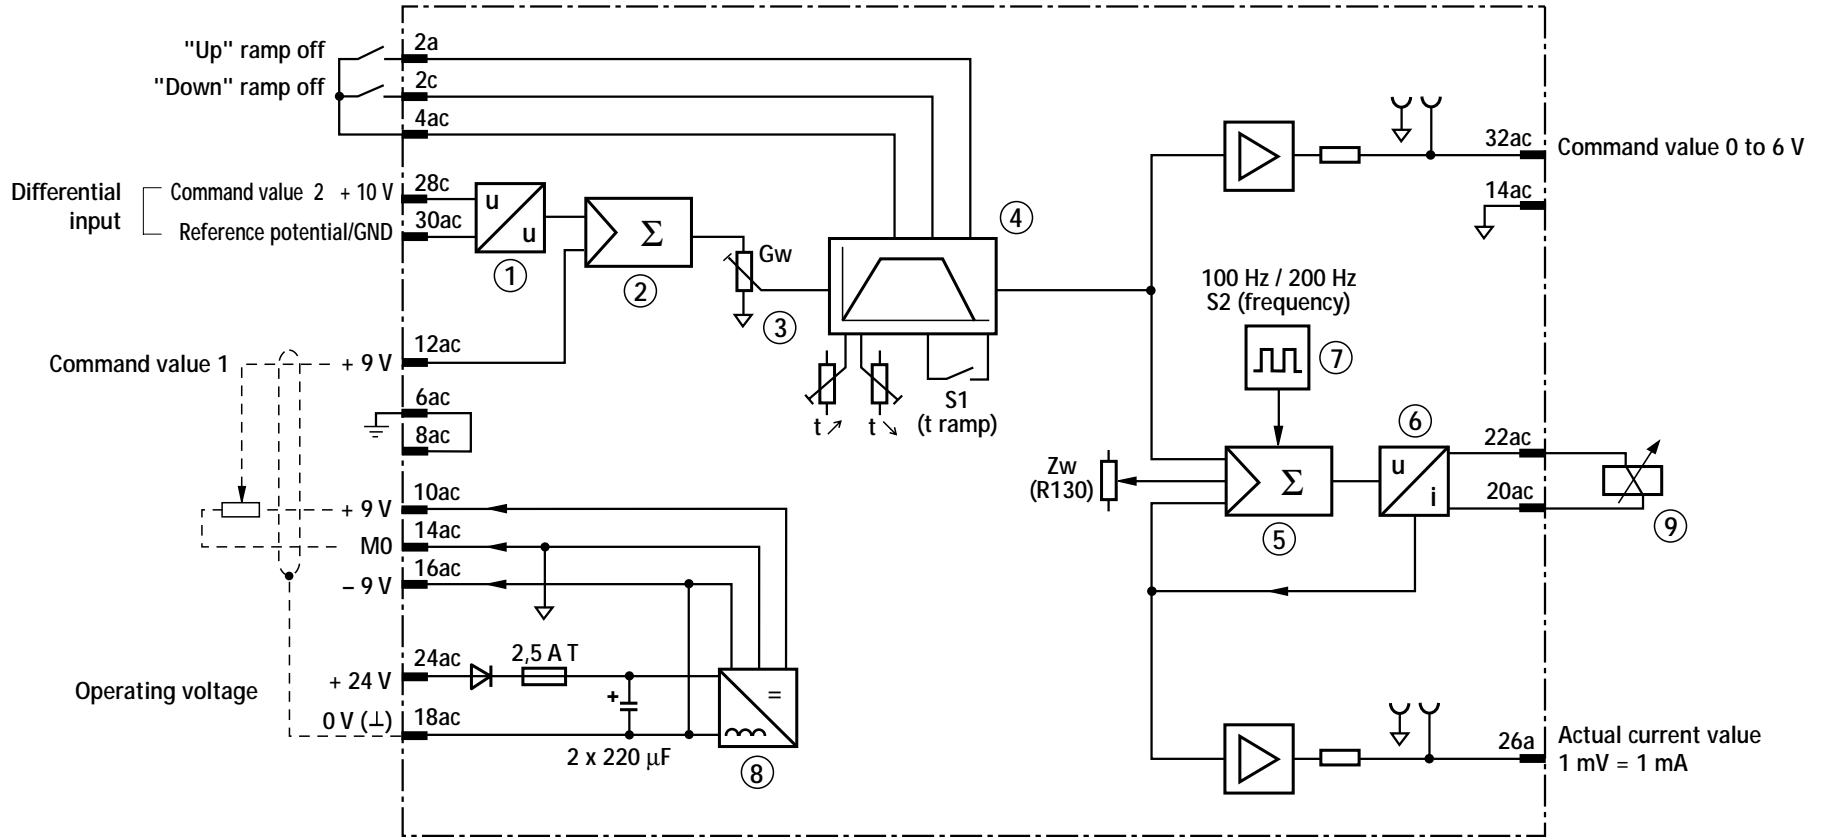 "Up" ramp off
2a
"Down" ramp off
2c
4ac
Differential
input
Command value 2 + 10 V
28c
Reference potential/GND
30ac
u
u
1
Σ
2
Gw
3
4
t
t
S1
(t ramp)
Command value 1
+ 9 V
12ac
6ac
8ac
+ 9 V
10ac
M0
14ac
– 9 V
16ac
Operating voltage
+ 24 V
24ac
2,5 A T
+
0 V (⊥)
18ac
2 x 220 µF
=
8
32ac
Command value 0 to 6 V
14ac
100 Hz / 200 Hz
S2 (frequency)
7
Zw
(R130)
Σ
5
6
u
i
22ac
20ac
9
26a
Actual current value
1 mV = 1 mA